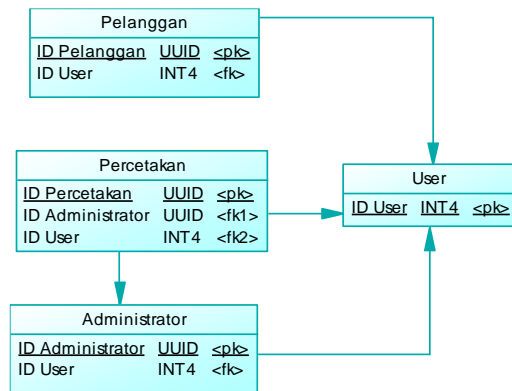 Pelanggan
ID Pelanggan UUID <pk>
ID User INT4 <fk>
Percetakan
ID Percetakan UUID <pk>
ID Administrator UUID <fk1>
ID User INT4 <fk2>
User
ID User INT4 <pk>
Administrator
ID Administrator UUID <pk>
ID User INT4 <fk>